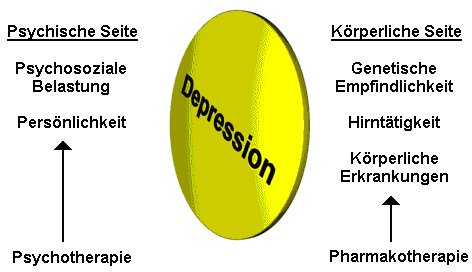 Psychische Seite
Psychosoziale
Belastung
Persönlichkeit
Psychotherapie
Depression
Körperliche Seite
Genetische
Empfindlichkeit
Hirntätigkeit
Körperliche
Erkrankungen
Pharmakotherapie